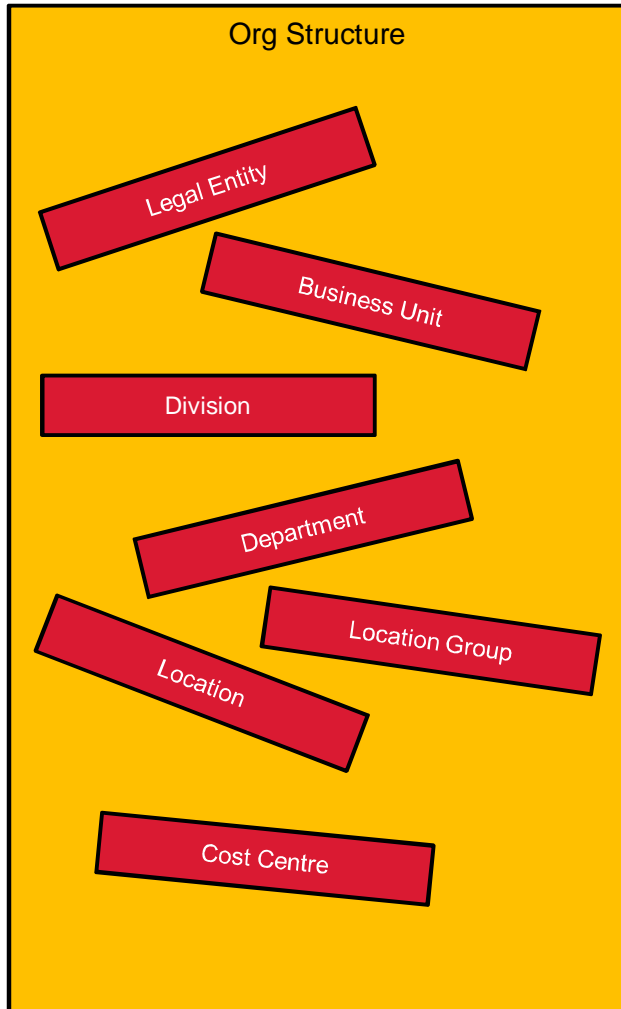 Org Structure
Legal Entity
Business Unit
Division
Department
Location Group
Location
Cost Centre